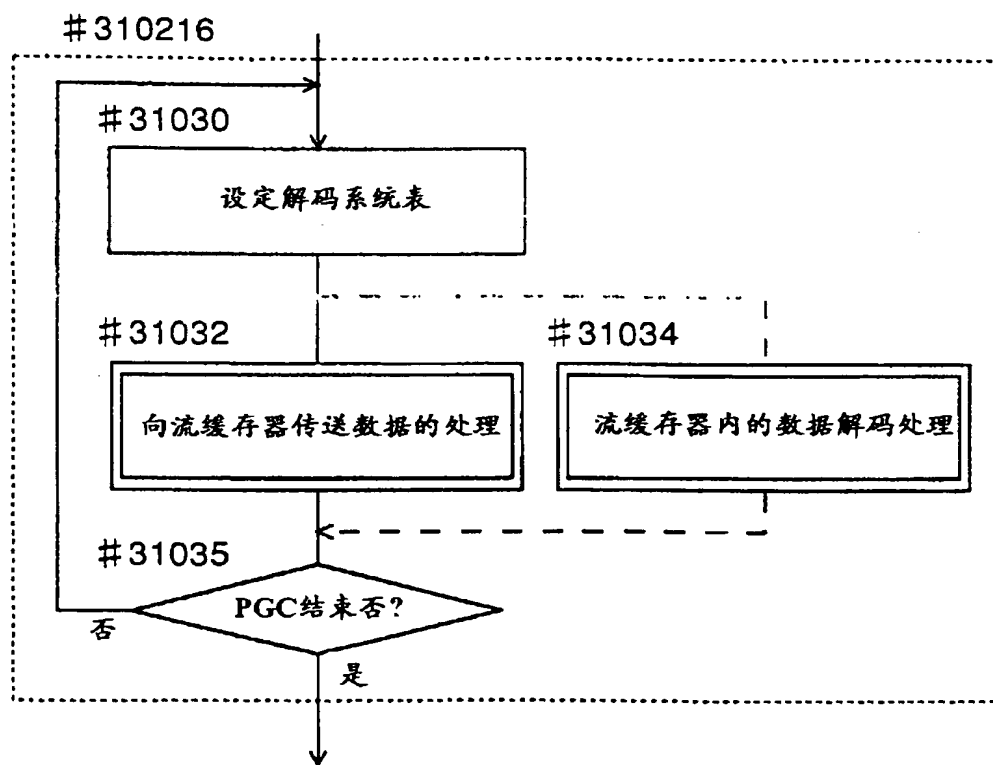 #310216
#31030
设定解码系统表
#31032
#31034
向流缓存器传送数据的处理
流缓存器内的数据解码处理
#31035
PGC结束否?
否
是